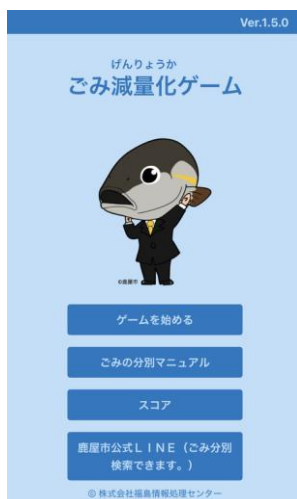 Ver.1.5.0
げんりょうか
ごみ減量化ゲーム
©鹿屋市
ゲームを始める
ごみの分別マニュアル
スコア
鹿屋市公式ＬＩＮＥ（ごみ分別
検索できます。）
© 株式会社福島情報処理センター